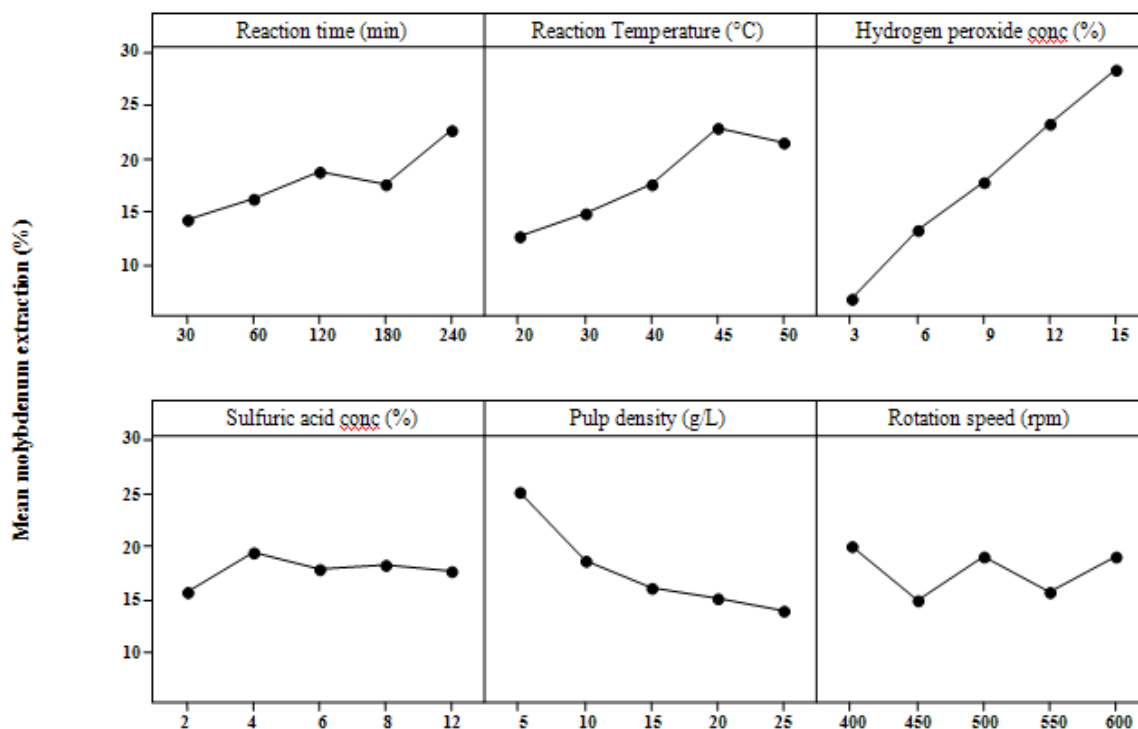 Reaction time (min) Reaction Temperature (°C) Hydrogen peroxide conc (%)
30
25
20
15
10
30 60 120 180 240 20 30 40 45 50 3 6 9 12 15
Mean molybdenum extraction (%)
Sulfuric acid conc (%) Pulp density (g/L) Rotation speed (rpm)
30
25
20
15
10
2 4 6 8 12 5 10 15 20 25 400 450 500 550 600